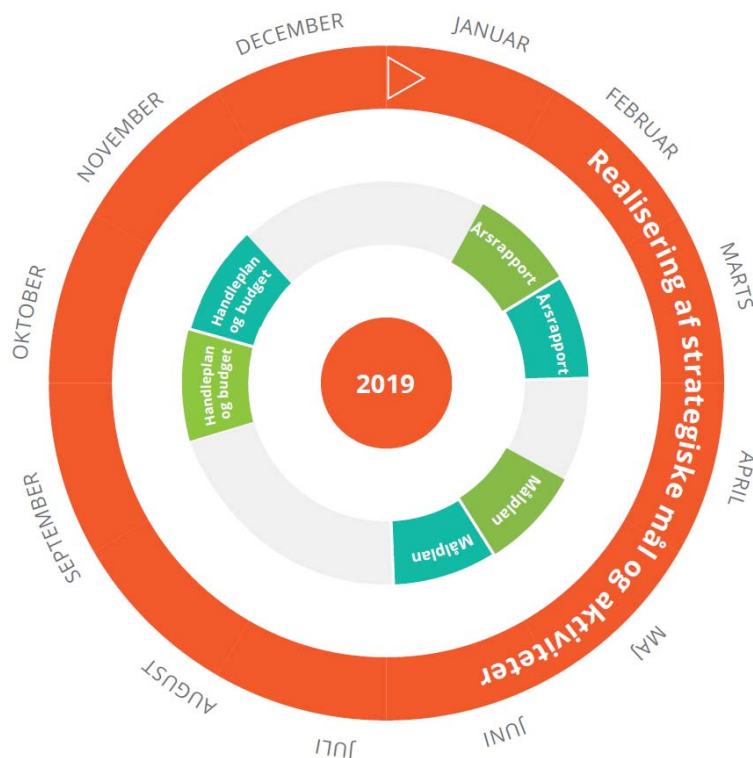 JANUAR
FEBRUAR
MARTS
APRIL
MAJ
JUNI
JULI
AUGUST
SEPTEMBER
OKTOBER
NOVEMBER
DECEMBER
Realisering af strategiske mål og aktiviteter
Årsrapport
Årsrapport
Målplan
Målplan
Handleplan
og budget
Handleplan
og budget
2019